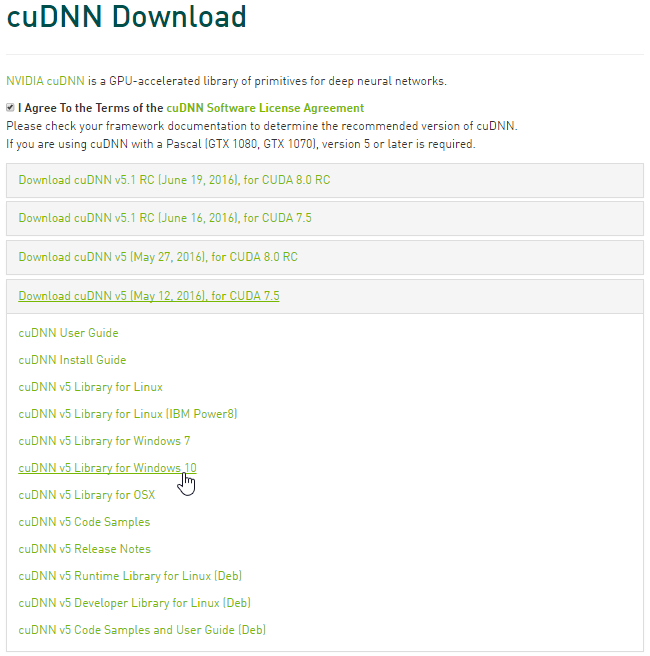 cuDNN Download
NVIDIA cuDNN is a GPU-accelerated library of primitives for deep neural networks.
I Agree To the Terms of the cuDNN Software License Agreement
Please check your framework documentation to determine the recommended version of cuDNN.
If you are using cuDNN with a Pascal (GTX 1080, GTX 1070), version 5 or later is required.
Download cuDNN v5.1 RC (June 19, 2016), for CUDA 8.0 RC
Download cuDNN v5.1 RC (June 16, 2016), for CUDA 7.5
Download cuDNN v5 (May 27, 2016), for CUDA 8.0 RC
Download cuDNN v5 (May 12, 2016), for CUDA 7.5
cuDNN User Guide
cuDNN Install Guide
cuDNN v5 Library for Linux
cuDNN v5 Library for Linux (IBM Power8)
cuDNN v5 Library for Windows 7
cuDNN v5 Library for Windows 10
cuDNN v5 Library for OSX
cuDNN v5 Code Samples
cuDNN v5 Release Notes
cuDNN v5 Runtime Library for Linux (Deb)
cuDNN v5 Developer Library for Linux (Deb)
cuDNN v5 Code Samples and User Guide (Deb)